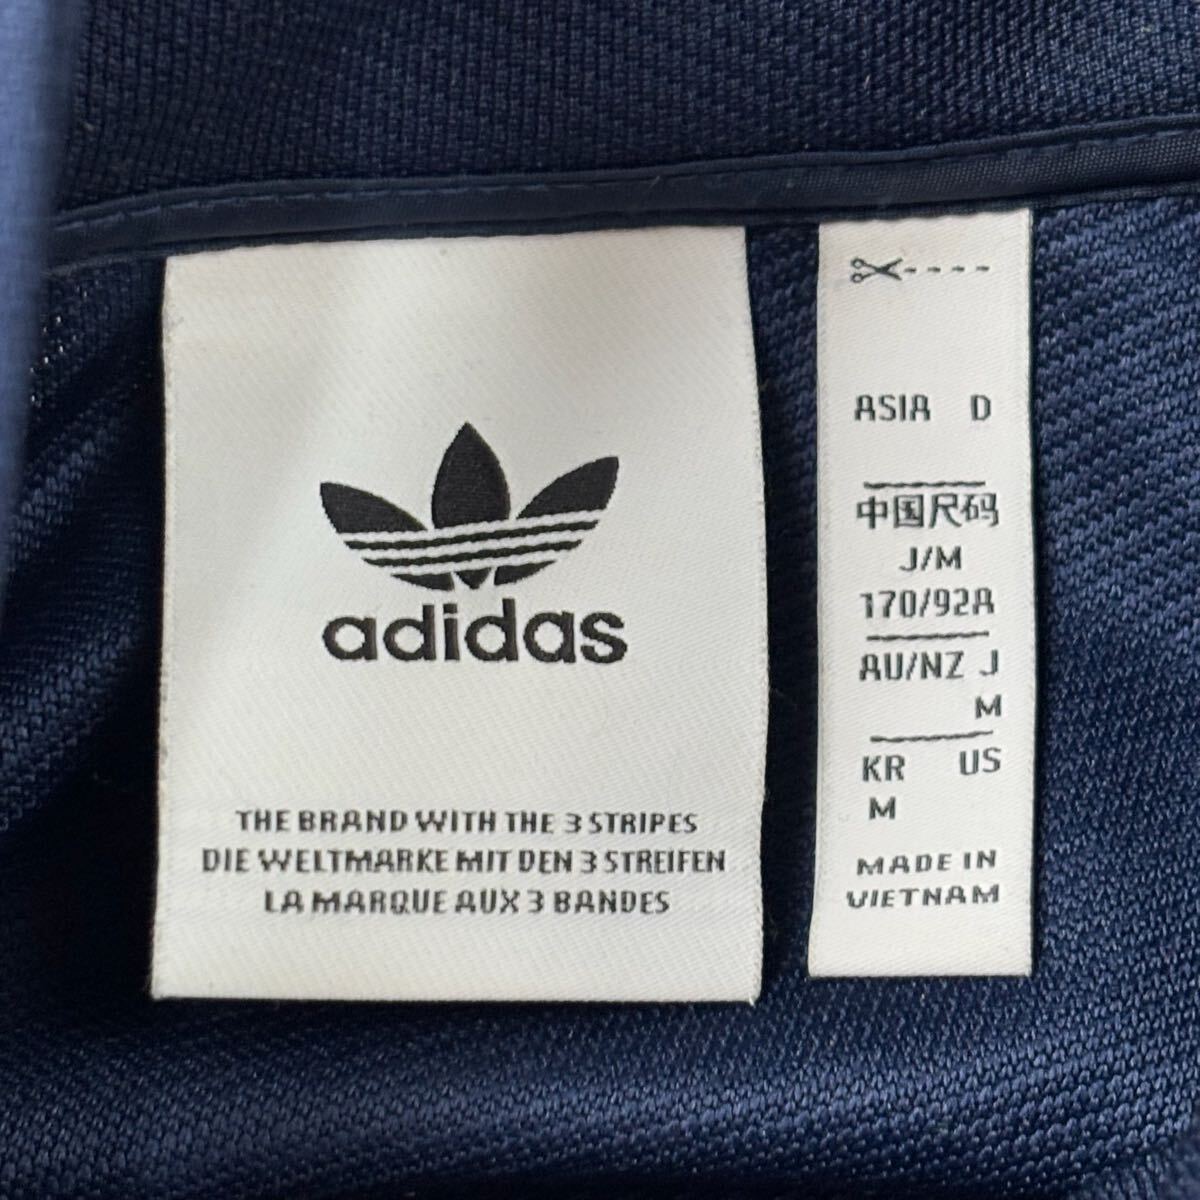 adidas
THE BRAND WITH THE 3 STRIPES
DIE WELTMARKE MIT DEN 3 STREIFEN
LA MARQUE AUX 3 BANDES
ASIA D
中国尺码
J/M
170/92A
AU/NZ J
M
KR US
M
MADE IN
VIETNAM